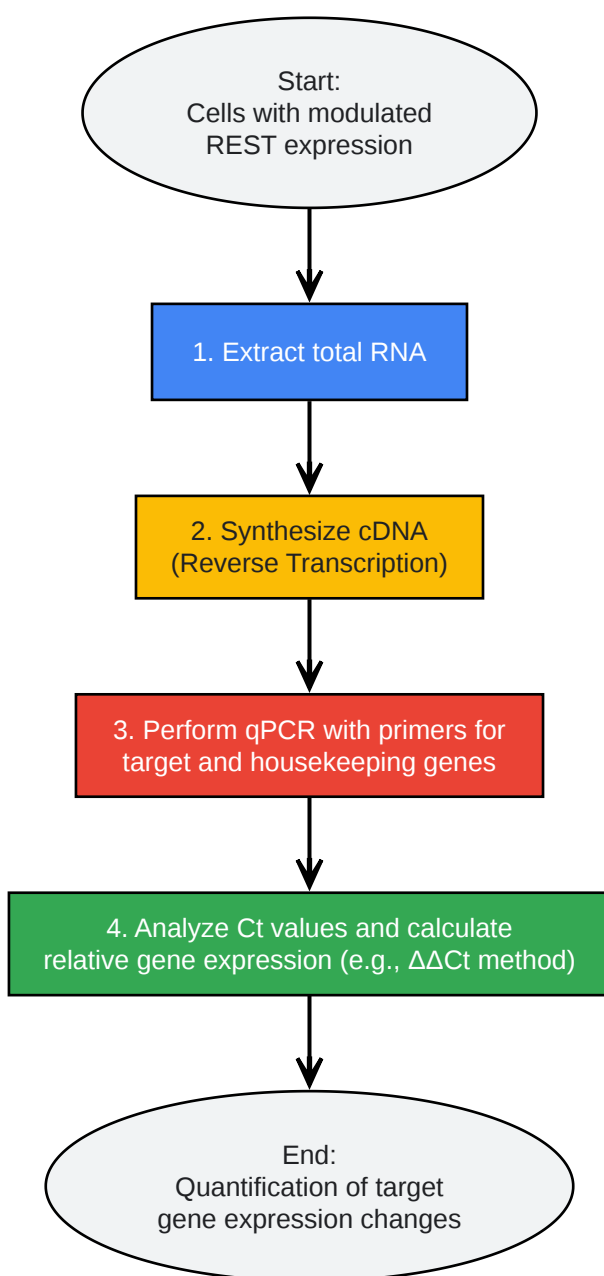 Start:
Cells with modulated
REST expression
1. Extract total RNA
2. Synthesize cDNA
(Reverse Transcription)
3. Perform qPCR with primers for
target and housekeeping genes
4. Analyze Ct values and calculate
relative gene expression (e.g., ΔΔCt method)
End:
Quantification of target
gene expression changes